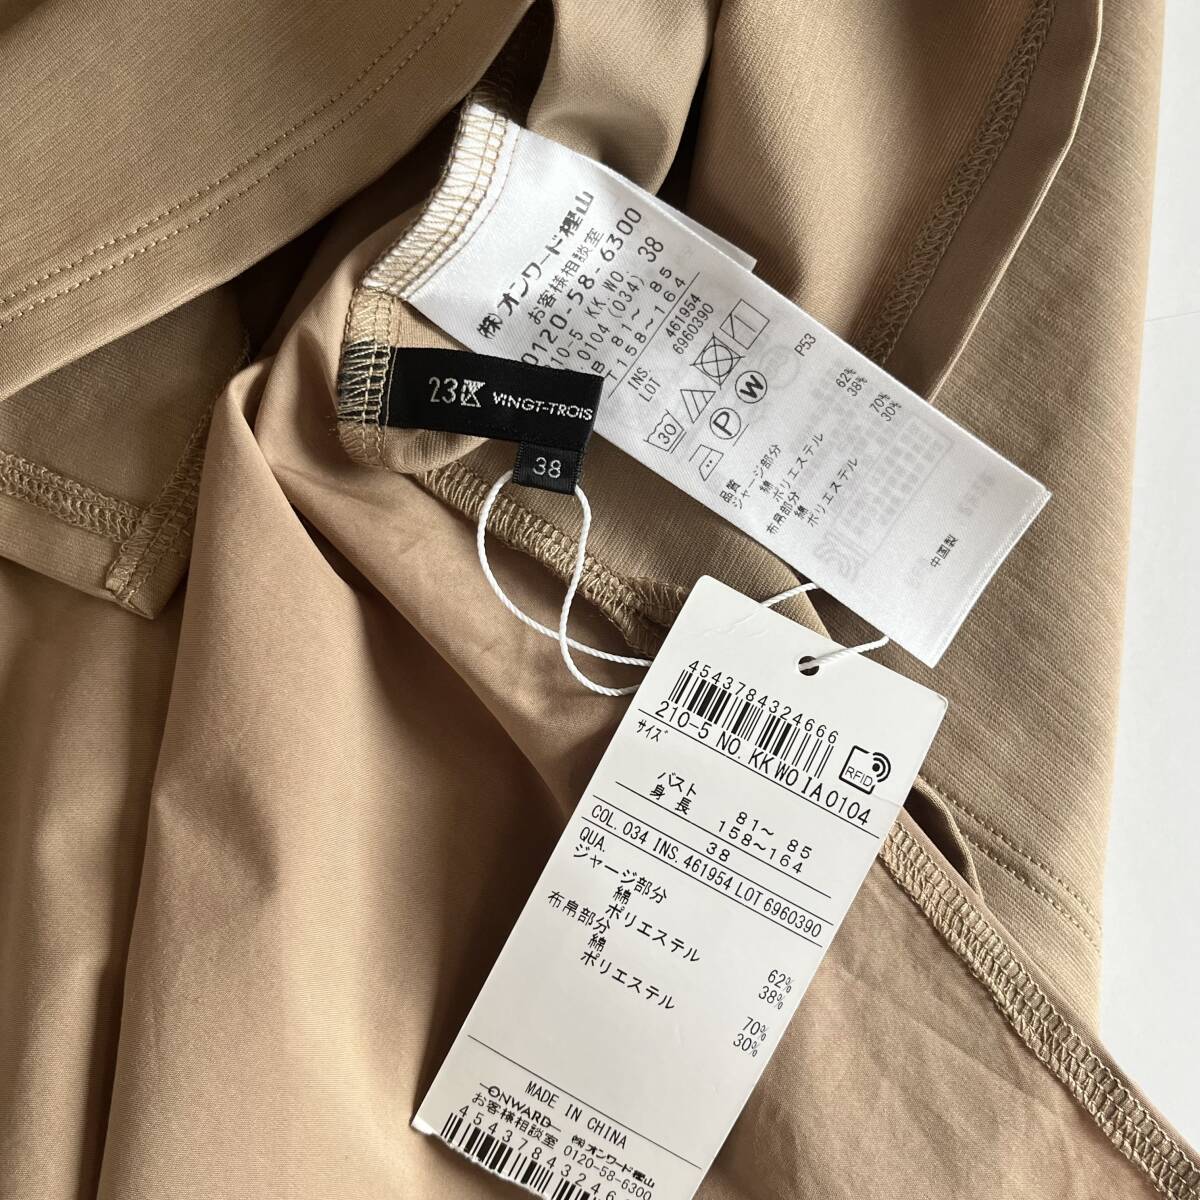 ㈱オンワード樫山
お客様相談室
0120-58-6300
210-5 KK.WO. 38
0104(034)
B 81～ 85
T 158～164
INS 461954
LOT 6960390
30
P
W
P53
品質
ジャージ部分
綿 62%
ポリエステル 38%
布帛部分
綿 70%
ポリエステル 30%
中国製
23区 VINGT-TROIS
38
4543784324666
210-5 NO. KKWOIA0104
サイズ
RFID
バスト 81～ 85
身長 158～164
38
COL. 034 INS. 461954 LOT 6960390
QUA.
ジャージ部分
綿 62%
ポリエステル 38%
布帛部分
綿 70%
ポリエステル 30%
MADE IN CHINA
ONWARD ㈱オンワード樫山
お客様相談室 0120-58-6300
45437843246